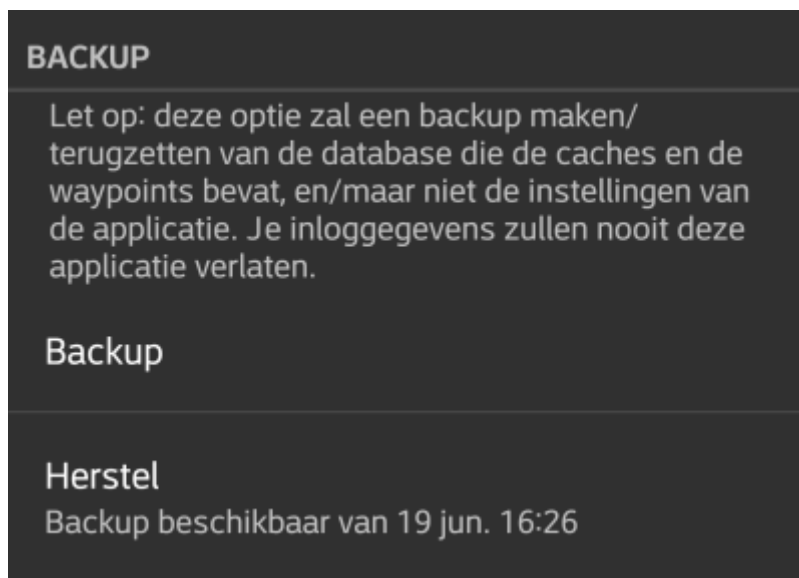 BACKUP
Let op: deze optie zal een backup maken/
terugzetten van de database die de caches en de
waypoints bevat, en/maar niet de instellingen van
de applicatie. Je inloggegevens zullen nooit deze
applicatie verlaten.
Backup
Herstel
Backup beschikbaar van 19 jun. 16:26